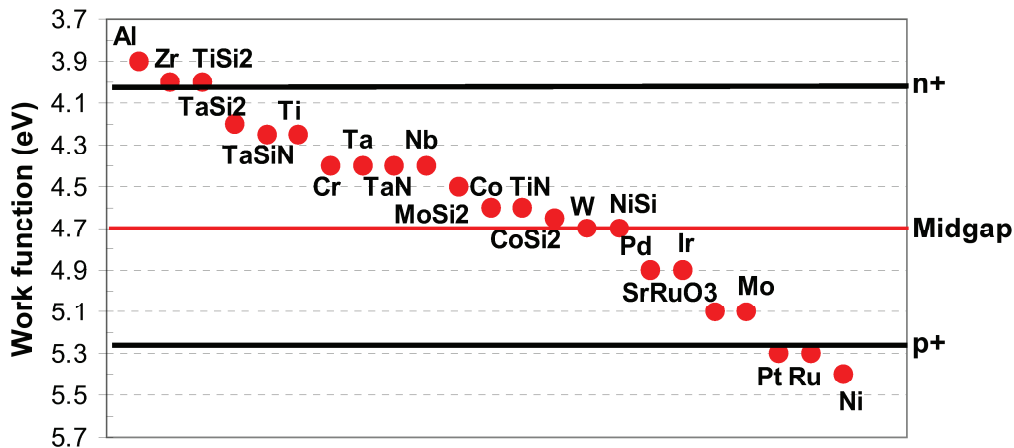 3.7
3.9
4.1
4.3
4.5
4.7
4.9
5.1
5.3
5.5
5.7
Work function (eV)
Al
Zr
TiSi2
TaSi2
TaSiN
Ti
Cr
Ta
TaN
Nb
MoSi2
Co
TiN
CoSi2
W
NiSi
Pd
Ir
SrRuO3
Mo
Pt
Ru
Ni
n+
Midgap
p+